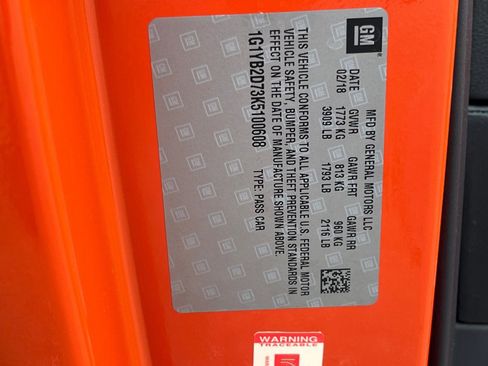 GM
MFD BY GENERAL MOTORS LLC
DATE GVWR GAWR FRT GAWR RR
02/18 1773 KG 813 KG 960 KG
3909 LB 1793 LB 2116 LB
THIS VEHICLE CONFORMS TO ALL APPLICABLE U.S. FEDERAL MOTOR
VEHICLE SAFETY, BUMPER, AND THEFT PREVENTION STANDARDS IN
EFFECT ON THE DATE OF MANUFACTURE SHOWN ABOVE.
1G1YB2D73K5100608 TYPE: PASS CAR
WARNING
TRACEABLE